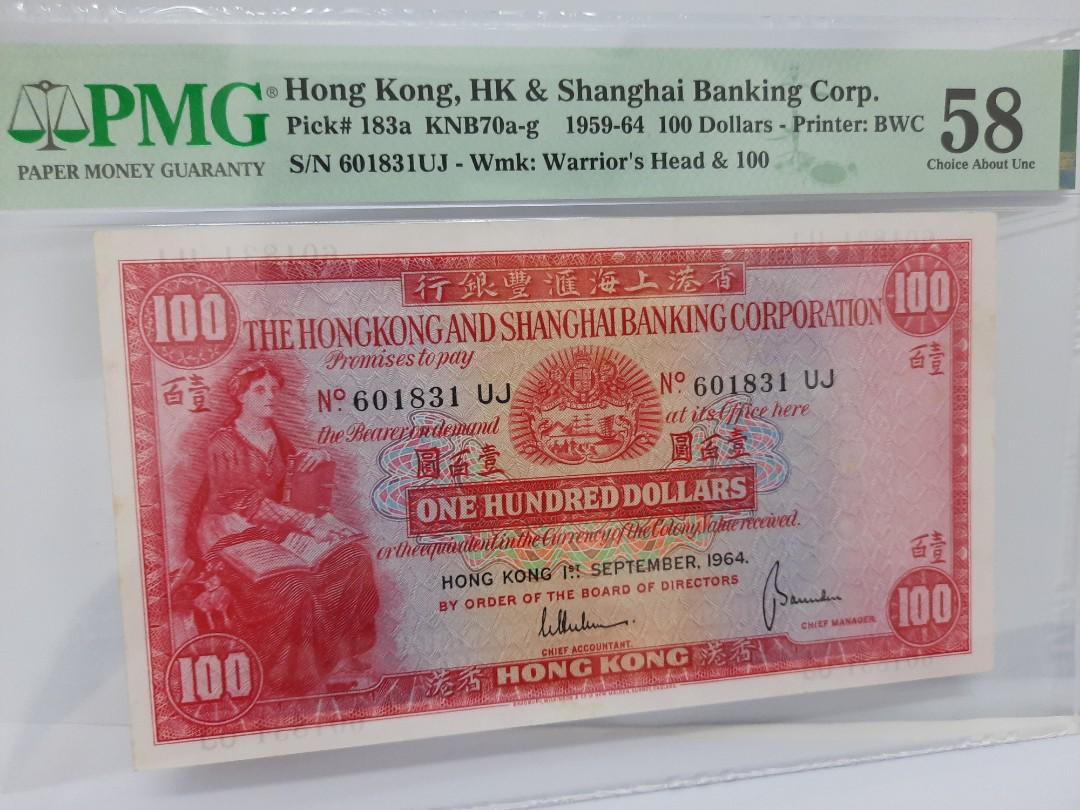 PMG®
PAPER MONEY GUARANTY
Hong Kong, HK & Shanghai Banking Corp.
Pick# 183a KNB70a-g 1959-64 100 Dollars - Printer: BWC
S/N 601831UJ - Wmk: Warrior's Head & 100
58
Choice About Unc
行銀豐滙海上港香
100
100
THE HONGKONG AND SHANGHAI BANKING CORPORATION
Promises to pay
百壹
百壹
Nº 601831 UJ
Nº 601831 UJ
the Bearer on demand
at its Office here
圓百壹
圓百壹
ONE HUNDRED DOLLARS
or the equivalent in the Currency of the Colony, Value received.
百壹
HONG KONG 1ST SEPTEMBER, 1964.
BY ORDER OF THE BOARD OF DIRECTORS
CHIEF ACCOUNTANT.
CHIEF MANAGER.
100
100
港香 HONG KONG 港香